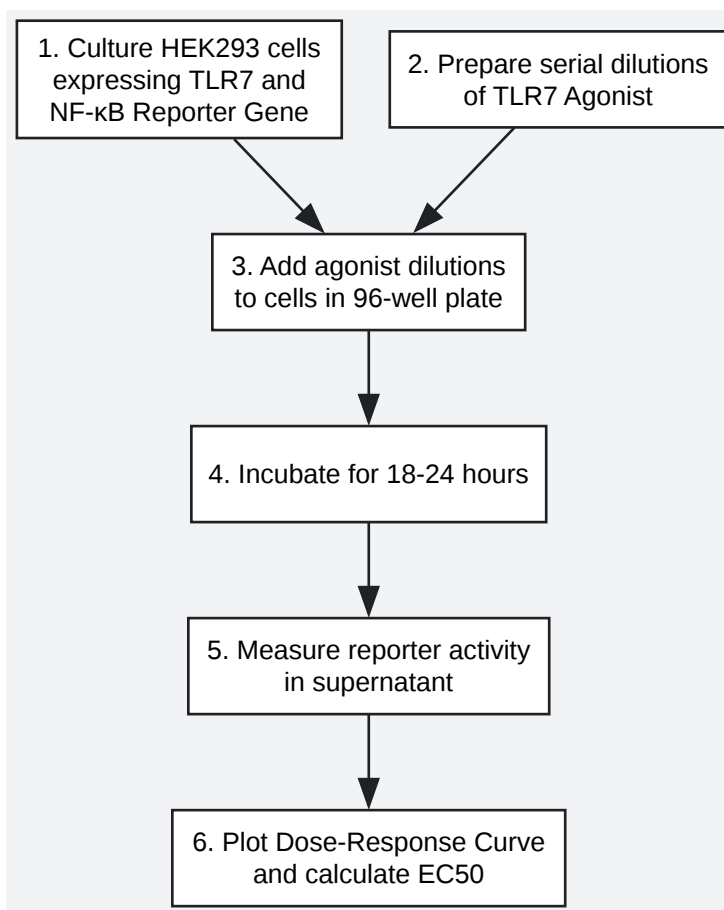 1. Culture HEK293 cells
expressing TLR7 and
NF-κB Reporter Gene
2. Prepare serial dilutions
of TLR7 Agonist
3. Add agonist dilutions
to cells in 96-well plate
4. Incubate for 18-24 hours
5. Measure reporter activity
in supernatant
6. Plot Dose-Response Curve
and calculate EC50